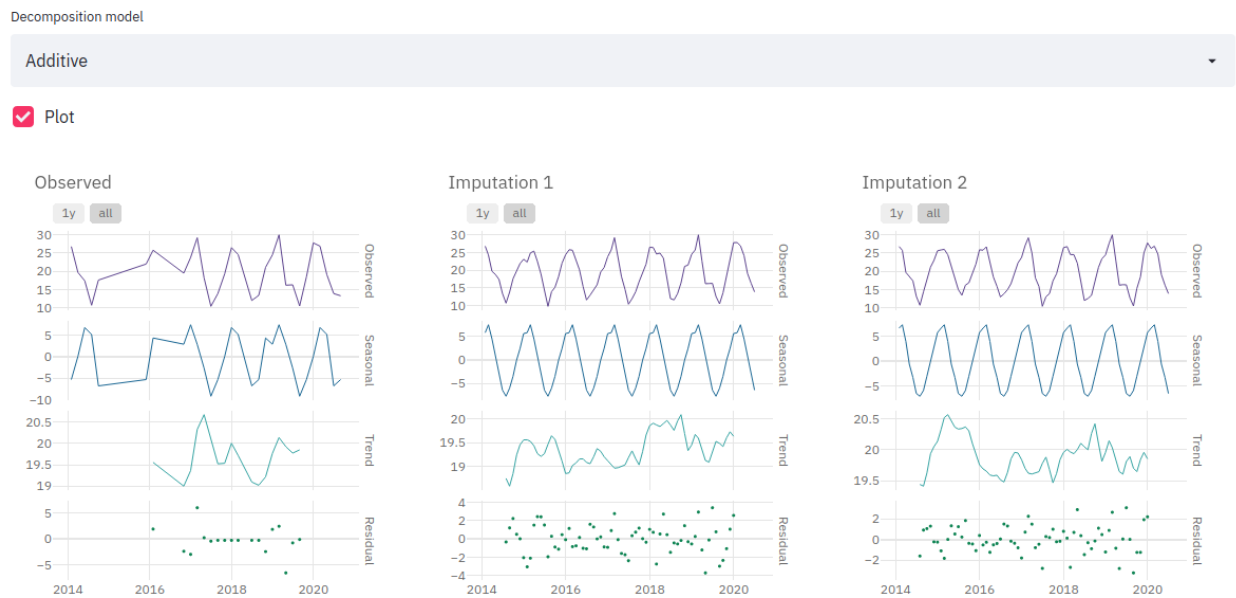 Decomposition model
Additive
Plot
Observed
1y all
30
25
20
15
10
Observed
5
0
−5
−10
Seasonal
20.5
20
19.5
19
Trend
5
0
−5
Residual
2014 2016 2018 2020
Imputation 1
1y all
30
25
20
15
10
Observed
5
0
−5
Seasonal
20
19.5
19
Trend
4
2
0
−2
−4
Residual
2014 2016 2018 2020
Imputation 2
1y all
30
25
20
15
10
Observed
5
0
−5
Seasonal
20.5
20
19.5
Trend
2
0
−2
Residual
2014 2016 2018 2020